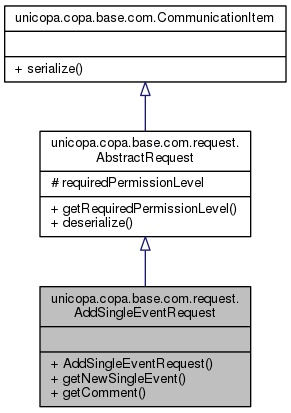 unicopa.copa.base.com.CommunicationItem
+ serialize()
unicopa.copa.base.com.request.
AbstractRequest
# requiredPermissionLevel
+ getRequiredPermissionLevel()
+ deserialize()
unicopa.copa.base.com.request.
AddSingleEventRequest
+ AddSingleEventRequest()
+ getNewSingleEvent()
+ getComment()